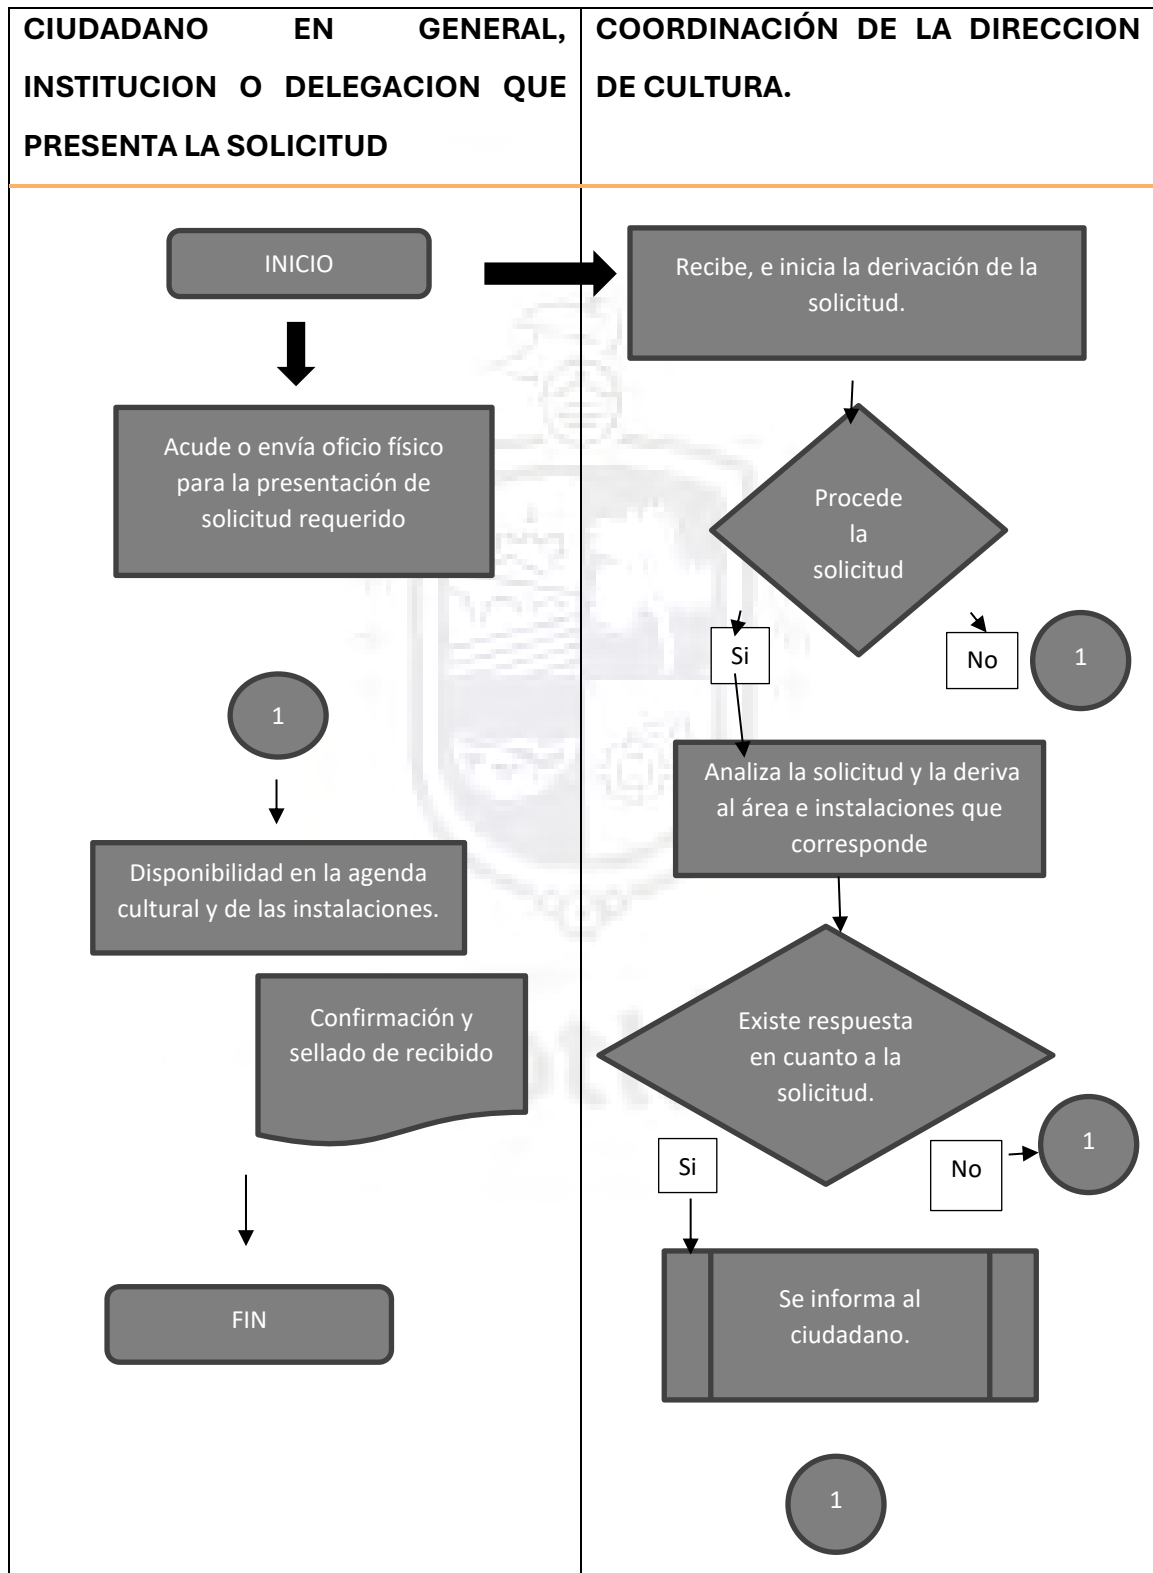 CIUDADANO EN GENERAL,
INSTITUCION O DELEGACION QUE
PRESENTA LA SOLICITUD
COORDINACIÓN DE LA DIRECCION
DE CULTURA.
INICIO
Acude o envía oficio físico
para la presentación de
solicitud requerido
1
Disponibilidad en la agenda
cultural y de las instalaciones.
Confirmación y
sellado de recibido
FIN
Recibe, e inicia la derivación de la
solicitud.
Procede
la
solicitud
Si
No
1
Analiza la solicitud y la deriva
al área e instalaciones que
corresponde
Existe respuesta
en cuanto a la
solicitud.
Si
No
1
Se informa al
ciudadano.
1